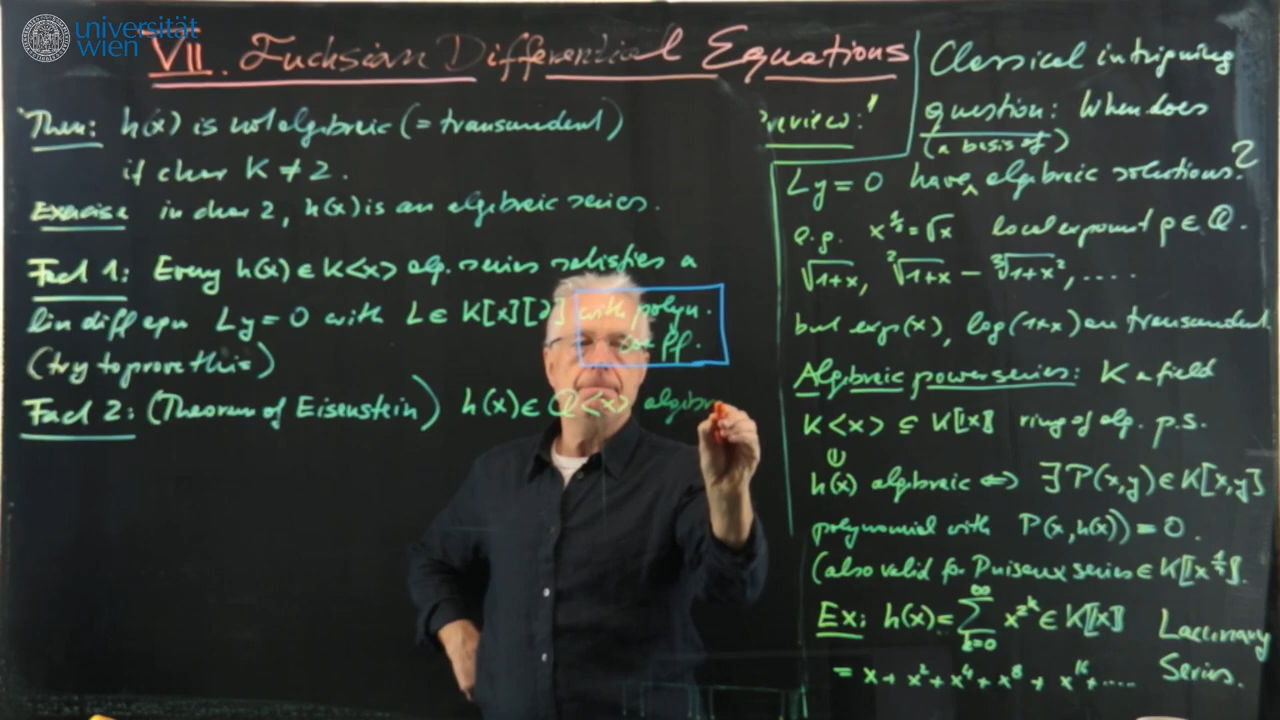 universität
wien
VII. Fuchsian Differential Equations
Then: h(x) is not algebraic (= transcendent)
if char K ≠ 2.
Exercise in char 2, h(x) is an algebraic series.
Fact 1: Every h(x) ∈ K<x> alg. series satisfies a
lin diff equ Ly = 0 with L ∈ K[x][∂] with polyn.
coeff.
(try to prove this)
Fact 2: (Theorem of Eisenstein) h(x) ∈ Q<x> algebr
Preview:
Classical intriguing
question: When does
(a basis of)
Ly = 0 have algebraic solutions?
e.g. x^{1/2} = √x local exponent ρ ∈ Q.
√1+x, ²√1+x − ³√1+x², ....
but exp(x), log(1+x) are transcendent
Algebraic power series: K a field
K<x> ⊆ K[[x]] ring of alg. p.s.
h(x) algebraic ⇔ ∃ P(x,y) ∈ K[x,y]
polynomial with P(x,h(x)) = 0.
(also valid for Puiseux series ∈ K[[x^{1/e}]].
Ex: h(x) = ∑_{k=0}^{∞} x^{2^k} ∈ K[[x]] Lacunary
= x + x² + x⁴ + x⁸ + x¹⁶ + .... Series.